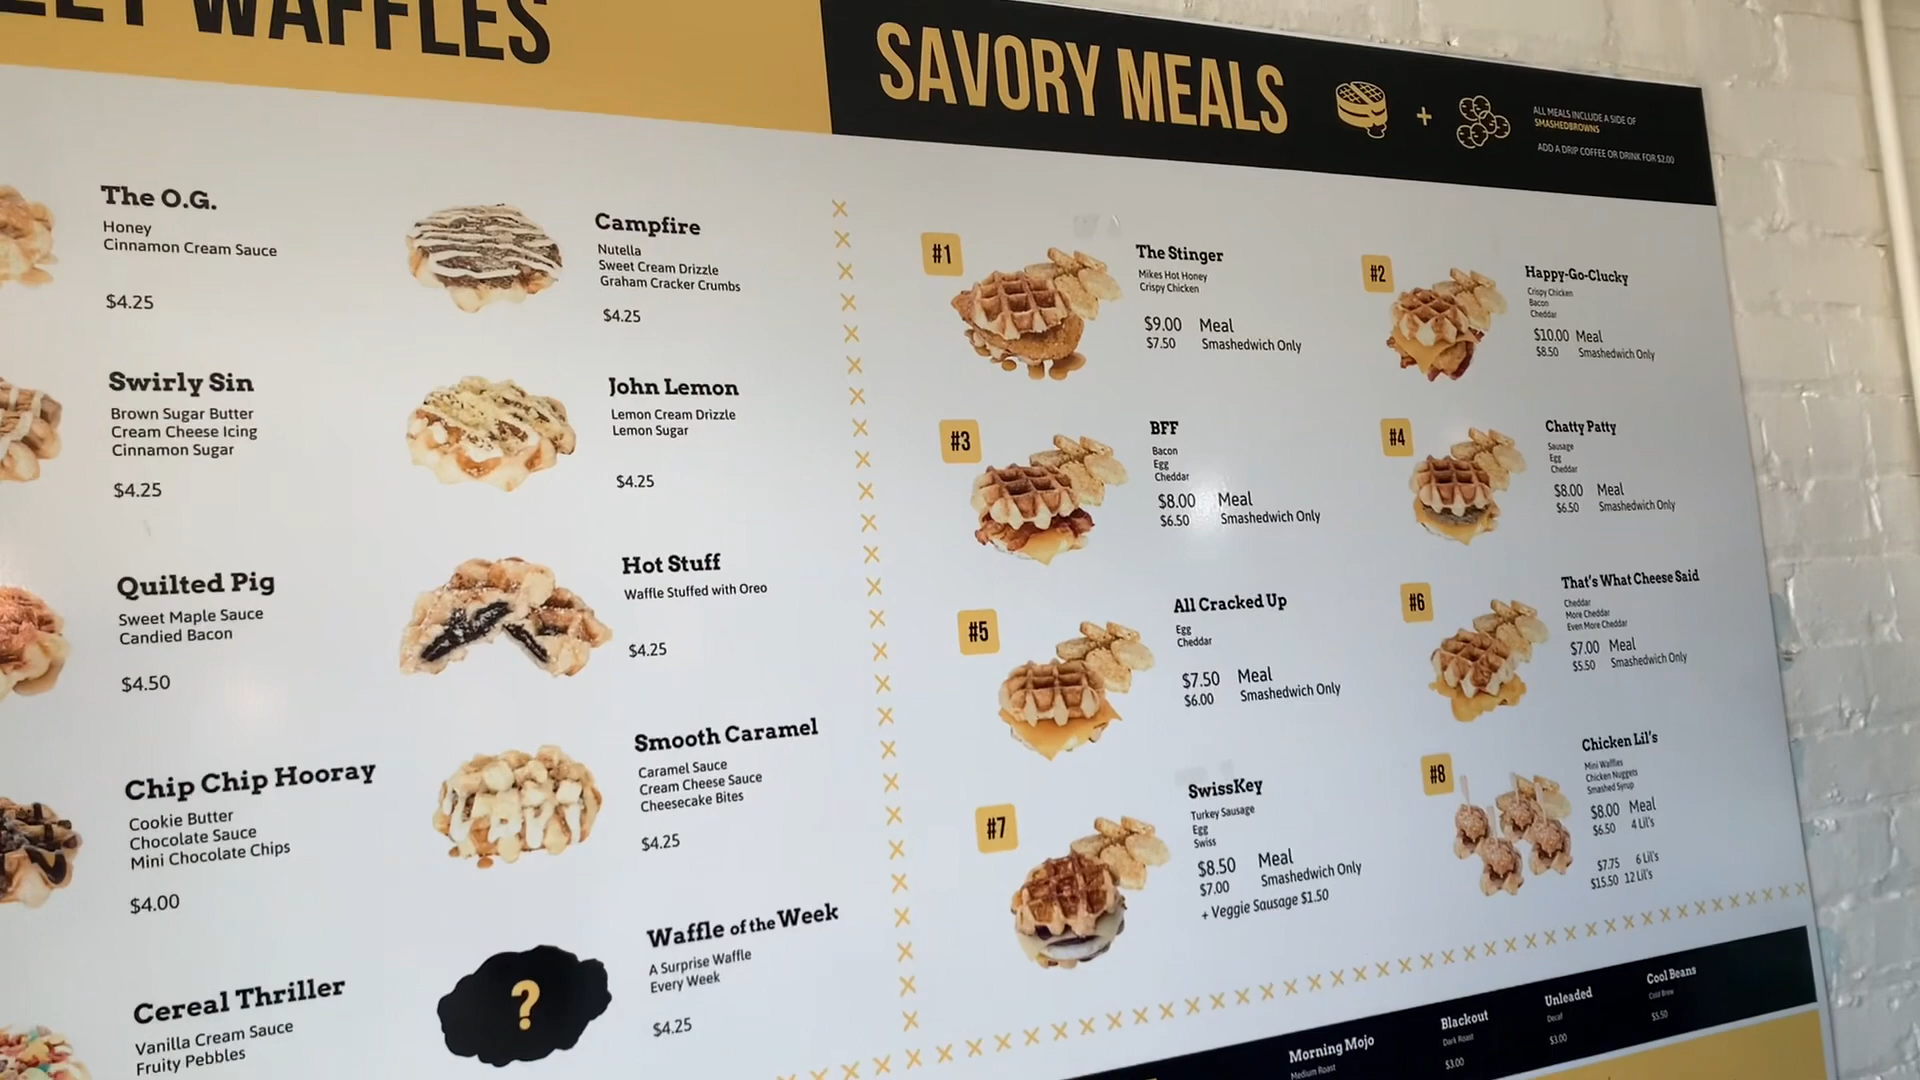 WAFFLES
The O.G.
Honey
Cinnamon Cream Sauce
$4.25
Swirly Sin
Brown Sugar Butter
Cream Cheese Icing
Cinnamon Sugar
$4.25
Quilted Pig
Sweet Maple Sauce
Candied Bacon
$4.50
Chip Chip Hooray
Cookie Butter
Chocolate Sauce
Mini Chocolate Chips
$4.00
Cereal Thriller
Vanilla Cream Sauce
Fruity Pebbles
Campfire
Nutella
Sweet Cream Drizzle
Graham Cracker Crumbs
$4.25
John Lemon
Lemon Cream Drizzle
Lemon Sugar
$4.25
Hot Stuff
Waffle Stuffed with Oreo
$4.25
Smooth Caramel
Caramel Sauce
Cream Cheese Sauce
Cheesecake Bites
$4.25
?
Waffle of the Week
A Surprise Waffle
Every Week
$4.25
SAVORY MEALS
+
ALL MEALS INCLUDE A SIDE OF
SMASHEDBROWNS
ADD A DRIP COFFEE OR DRINK FOR $2.00
#1
The Stinger
Mikes Hot Honey
Crispy Chicken
$9.00 Meal
$7.50 Smashedwich Only
#2
Happy-Go-Clucky
Crispy Chicken
Bacon
Cheddar
$10.00 Meal
$8.50 Smashedwich Only
#3
BFF
Bacon
Egg
Cheddar
$8.00 Meal
$6.50 Smashedwich Only
#4
Chatty Patty
Sausage
Egg
Cheddar
$8.00 Meal
$6.50 Smashedwich Only
#5
All Cracked Up
Egg
Cheddar
$7.50 Meal
$6.00 Smashedwich Only
#6
That's What Cheese Said
Cheddar
More Cheddar
Even More Cheddar
$7.00 Meal
$5.50 Smashedwich Only
#7
SwissKey
Turkey Sausage
Egg
Swiss
$8.50 Meal
$7.00 Smashedwich Only
+ Veggie Sausage $1.50
#8
Chicken Lil's
Mini Waffles
Chicken Nuggets
Smashed Syrup
$8.00 Meal
$6.50 4 Lil's
$7.75 6 Lil's
$15.50 12 Lil's
Morning Mojo
Medium Roast
Blackout
Dark Roast
$3.00
Unleaded
Decaf
$3.00
Cool Beans
Cold Brew
$5.50